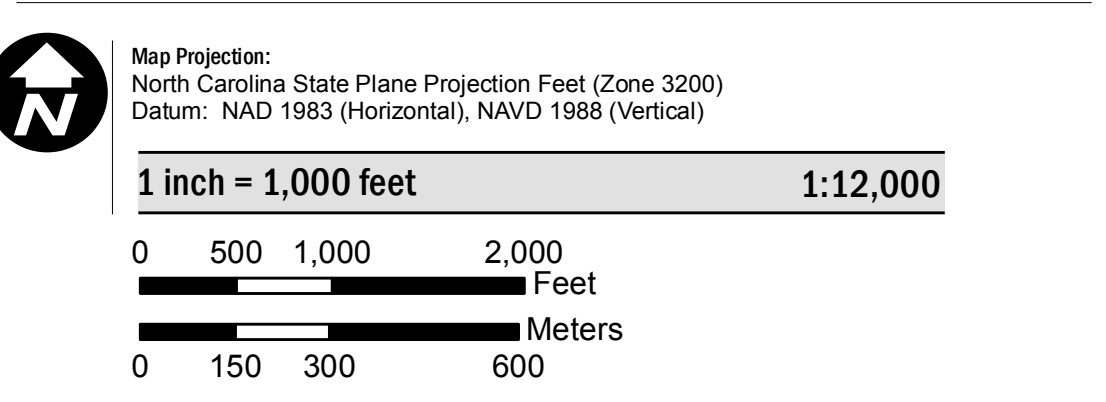 N
Map Projection:
North Carolina State Plane Projection Feet (Zone 3200)
Datum: NAD 1983 (Horizontal), NAVD 1988 (Vertical)
1 inch = 1,000 feet 1:12,000
0 500 1,000 2,000
Feet
Meters
0 150 300 600